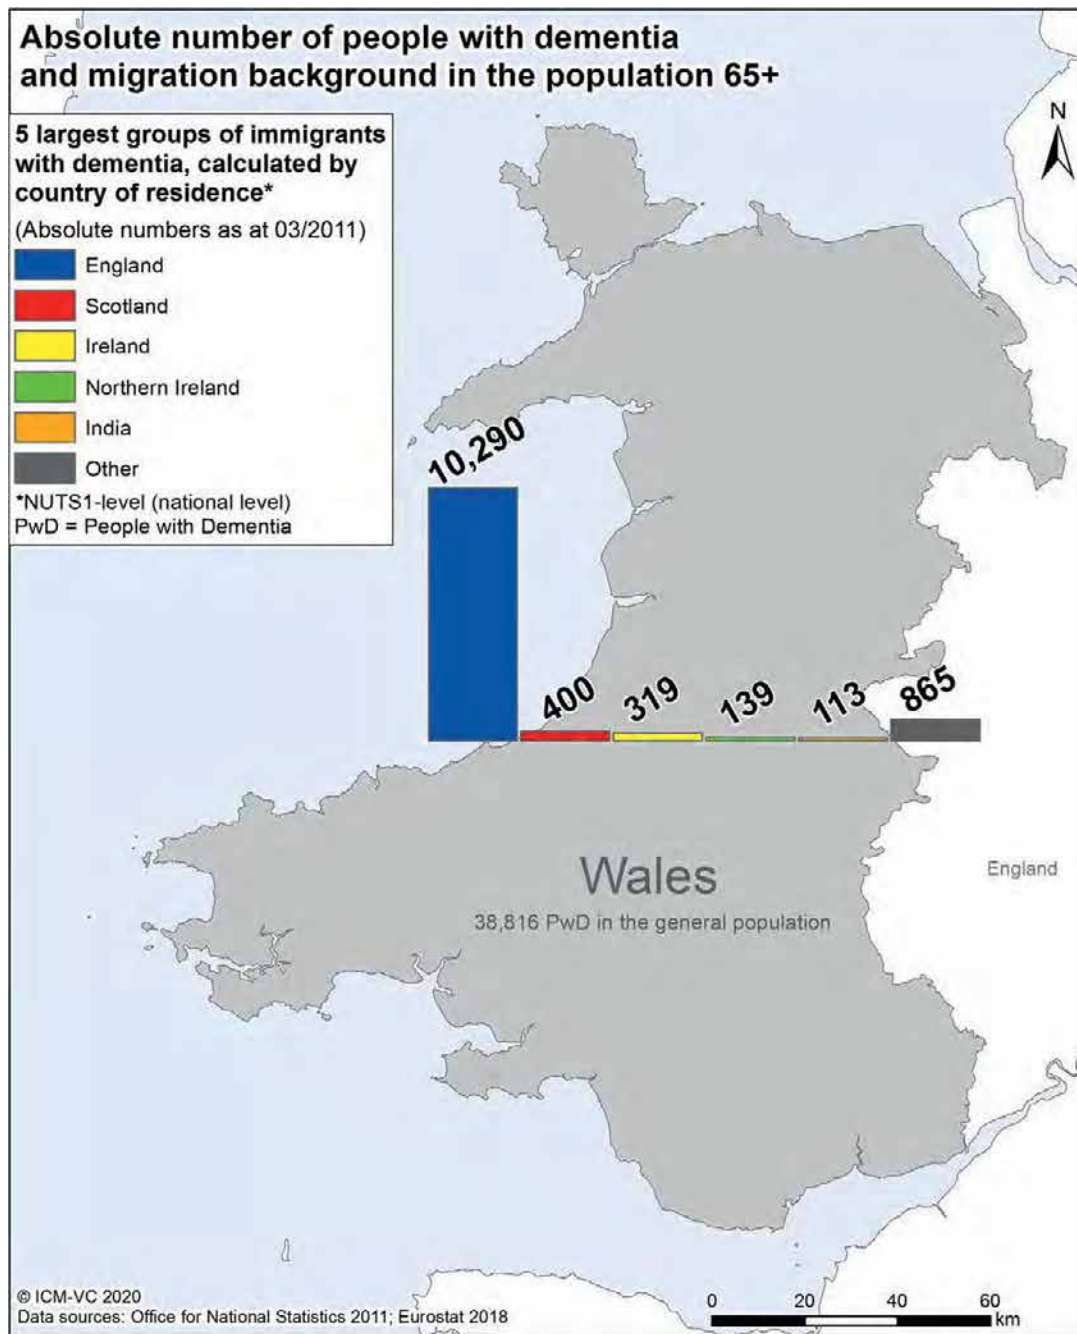 Absolute number of people with dementia
and migration background in the population 65+
5 largest groups of immigrants
with dementia, calculated by
country of residence*
(Absolute numbers as at 03/2011)
England
Scotland
Ireland
Northern Ireland
India
Other
*NUTS1-level (national level)
PwD = People with Dementia
N
10,290
400
319
139
113
865
Wales
38,816 PwD in the general population
England
© ICM-VC 2020
Data sources: Office for National Statistics 2011; Eurostat 2018
0 20 40 60
km